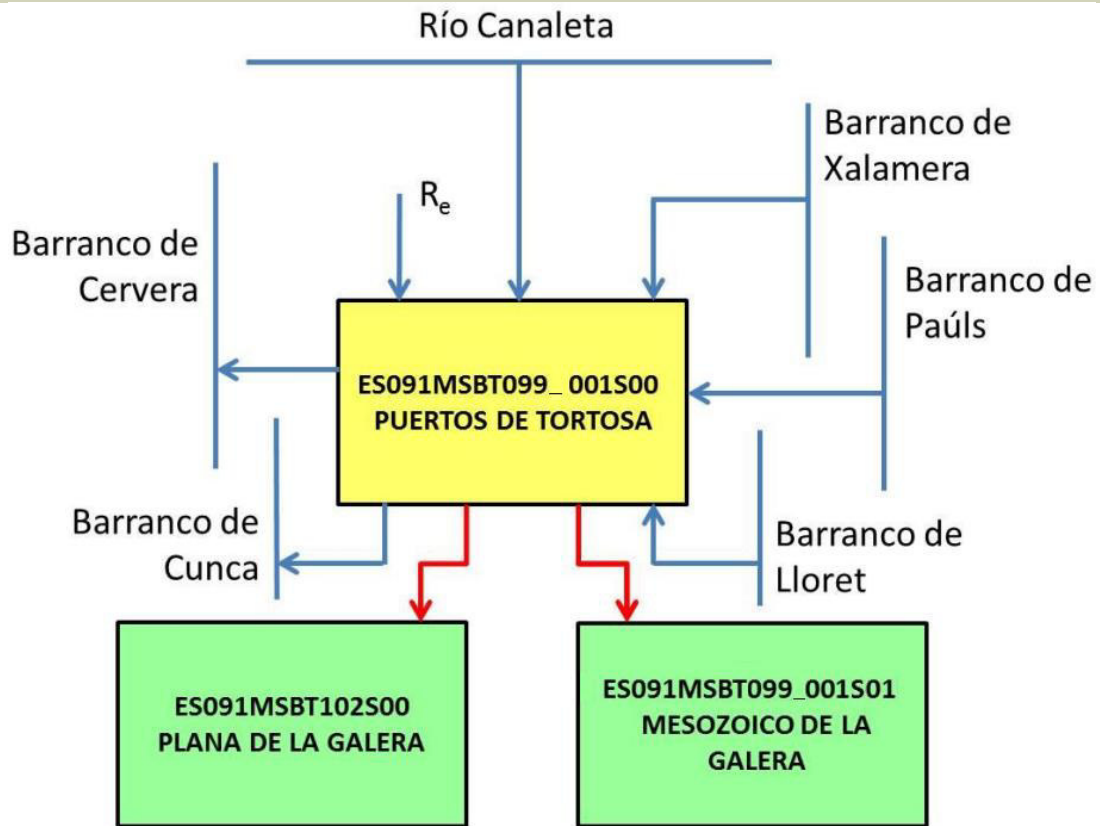 Río Canaleta
Barranco de
Xalamera
Re
Barranco de
Cervera
Barranco de
Paúls
ES091MSBT099_ 001S00
PUERTOS DE TORTOSA
Barranco de
Cunca
Barranco de
Lloret
ES091MSBT102S00
PLANA DE LA GALERA
ES091MSBT099_001S01
MESOZOICO DE LA
GALERA